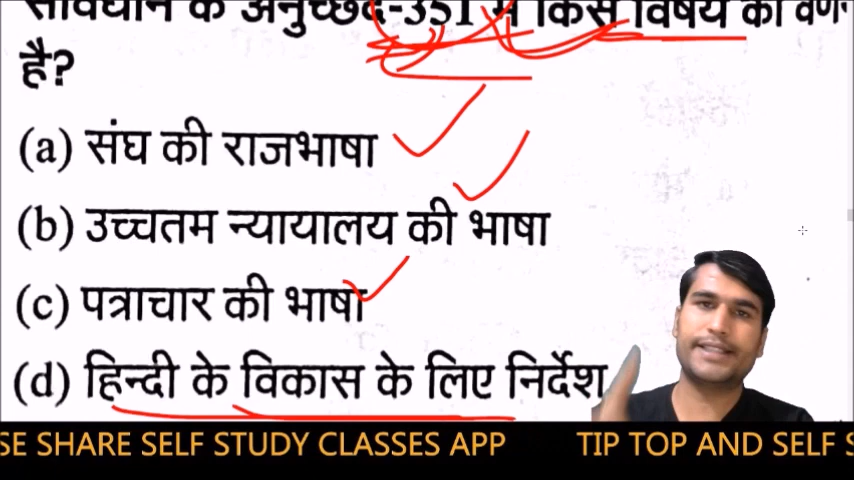 संविधान के अनुच्छेद-351 में किस विषय का वर्ण
है?
(a) संघ की राजभाषा
(b) उच्चतम न्यायालय की भाषा
(c) पत्राचार की भाषा
(d) हिन्दी के विकास के लिए निर्देश
SE SHARE SELF STUDY CLASSES APP TIP TOP AND SELF S